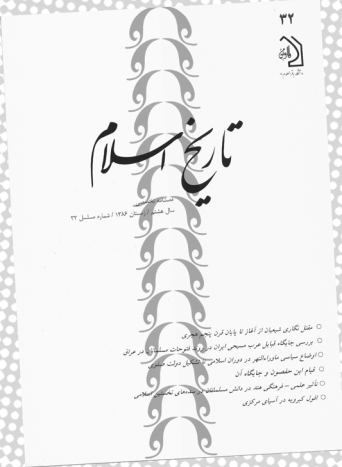 ۳۲
تاریخ اسلام
فصلنامه تخصصی
سال هشتم / زمستان ۱۳۸۶ / شماره مسلسل ۳۲
مقتل نگاری شیعیان از آغاز تا پایان قرن پنجم هجری
بررسی جایگاه قبایل عرب مسیحی ایران در روند فتوحات مسلمانان در عراق
اوضاع سیاسی ماوراءالنهر در دوران اسلامی تا تشکیل دولت صفوی
قیام ابن حفصون و جایگاه آن
تأثیر علمی - فرهنگی هند در دانش مسلمانان در سده‌های نخستین اسلامی
افول کبرویه در آسیای مرکزی